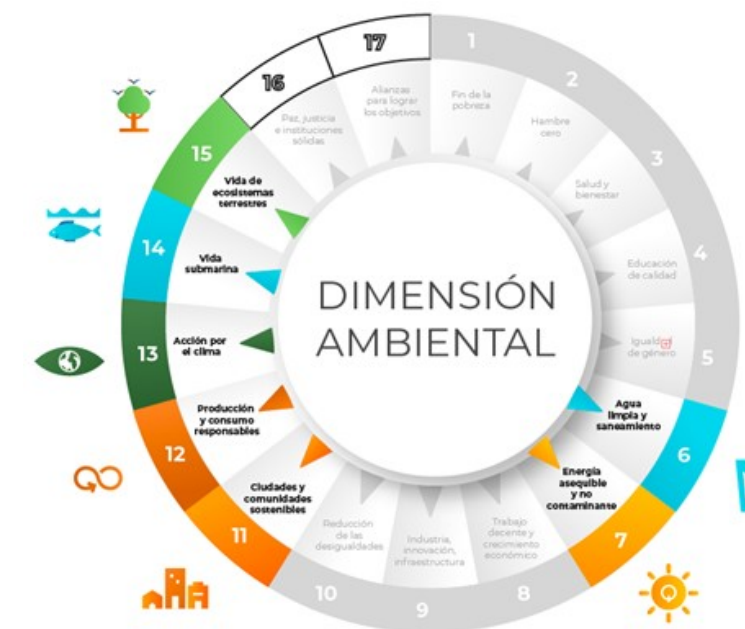 DIMENSIÓN
AMBIENTAL
1
Fin de la
pobreza
2
Hambre
cero
3
Salud y
bienestar
4
Educación
de calidad
5
Igualdad
de género
6
Agua
limpia y
saneamiento
7
Energía
asequible
y no
contaminante
8
Trabajo
decente y
crecimiento
económico
9
Industria,
innovación,
infraestructura
10
Reducción
de las
desigualdades
11
Ciudades y
comunidades
sostenibles
12
Producción
y consumo
responsables
13
Acción por
el clima
14
Vida
submarina
15
Vida de
ecosistemas
terrestres
16
Paz, justicia
e instituciones
sólidas
17
Alianzas
para lograr
los objetivos